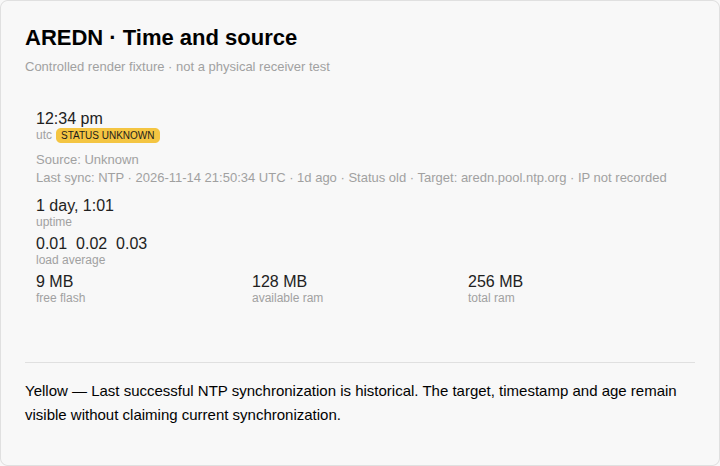 AREDN · Time and source
Controlled render fixture · not a physical receiver test
12:34 pm
utc STATUS UNKNOWN
Source: Unknown
Last sync: NTP · 2026-11-14 21:50:34 UTC · 1d ago · Status old · Target: aredn.pool.ntp.org · IP not recorded
1 day, 1:01
uptime
0.01 0.02 0.03
load average
9 MB 128 MB 256 MB
free flash available ram total ram
Yellow — Last successful NTP synchronization is historical. The target, timestamp and age remain
visible without claiming current synchronization.